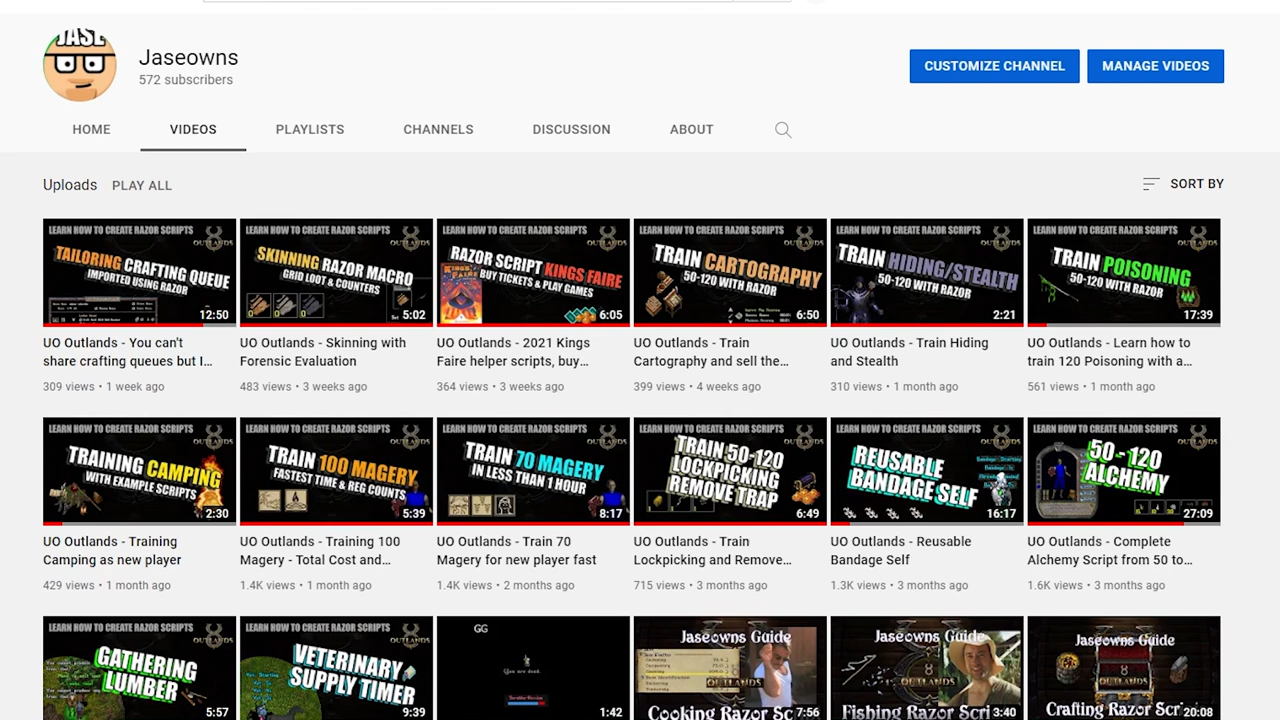 JASE
Jaseowns
572 subscribers
CUSTOMIZE CHANNEL
MANAGE VIDEOS
HOME
VIDEOS
PLAYLISTS
CHANNELS
DISCUSSION
ABOUT
Uploads
PLAY ALL
SORT BY
LEARN HOW TO CREATE RAZOR SCRIPTS
OUTLANDS
TAILORING CRAFTING QUEUE
IMPORTED USING RAZOR
12:50
UO Outlands - You can't
share crafting queues but I...
309 views • 1 week ago
LEARN HOW TO CREATE RAZOR SCRIPTS
OUTLANDS
SKINNING RAZOR MACRO
GRID LOOT & COUNTERS
5:02
UO Outlands - Skinning with
Forensic Evaluation
483 views • 3 weeks ago
LEARN HOW TO CREATE RAZOR SCRIPTS
OUTLANDS
RAZOR SCRIPT KINGS FAIRE
BUY TICKETS & PLAY GAMES
6:05
UO Outlands - 2021 Kings
Faire helper scripts, buy...
364 views • 3 weeks ago
LEARN HOW TO CREATE RAZOR SCRIPTS
OUTLANDS
TRAIN CARTOGRAPHY
50-120 WITH RAZOR
6:50
UO Outlands - Train
Cartography and sell the...
399 views • 4 weeks ago
LEARN HOW TO CREATE RAZOR SCRIPTS
OUTLANDS
TRAIN HIDING/STEALTH
50-120 WITH RAZOR
2:21
UO Outlands - Train Hiding
and Stealth
310 views • 1 month ago
LEARN HOW TO CREATE RAZOR SCRIPTS
OUTLANDS
TRAIN POISONING
50-120 WITH RAZOR
17:39
UO Outlands - Learn how to
train 120 Poisoning with a...
561 views • 1 month ago
LEARN HOW TO CREATE RAZOR SCRIPTS
OUTLANDS
TRAINING CAMPING
WITH EXAMPLE SCRIPTS
2:30
UO Outlands - Training
Camping as new player
429 views • 1 month ago
LEARN HOW TO CREATE RAZOR SCRIPTS
OUTLANDS
TRAIN 100 MAGERY
FASTEST TIME & REG COUNTS
5:39
UO Outlands - Training 100
Magery - Total Cost and...
1.4K views • 1 month ago
LEARN HOW TO CREATE RAZOR SCRIPTS
OUTLANDS
TRAIN 70 MAGERY
IN LESS THAN 1 HOUR
8:17
UO Outlands - Train 70
Magery for new player fast
1.4K views • 2 months ago
LEARN HOW TO CREATE RAZOR SCRIPTS
OUTLANDS
TRAIN 50-120
LOCKPICKING
REMOVE TRAP
6:49
UO Outlands - Train
Lockpicking and Remove...
715 views • 3 months ago
LEARN HOW TO CREATE RAZOR SCRIPTS
OUTLANDS
REUSABLE
BANDAGE SELF
16:17
UO Outlands - Reusable
Bandage Self
1.3K views • 3 months ago
LEARN HOW TO CREATE RAZOR SCRIPTS
OUTLANDS
50 - 120
ALCHEMY
27:09
UO Outlands - Complete
Alchemy Script from 50 to...
1.6K views • 3 months ago
LEARN HOW TO CREATE RAZOR SCRIPTS
OUTLANDS
GATHERING
LUMBER
5:57
LEARN HOW TO CREATE RAZOR SCRIPTS
OUTLANDS
VETERINARY
SUPPLY TIMER
9:39
GG
You are dead.
1:42
Jaseowns Guide
OUTLANDS
Cooking Razor Sc
7:56
Jaseowns Guide
OUTLANDS
Fishing Razor Scri
3:40
Jaseowns Guide
OUTLANDS
Crafting Razor Scr
20:08